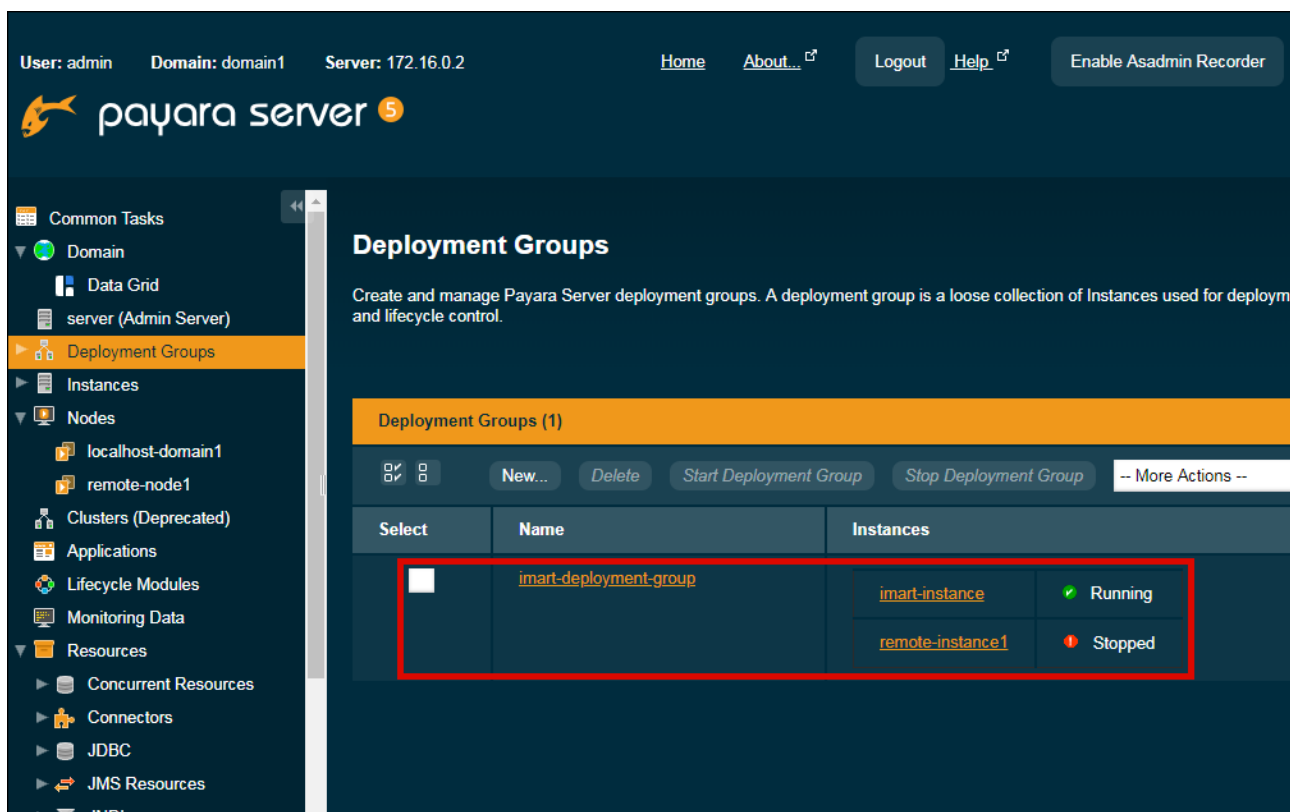 User: admin Domain: domain1 Server: 172.16.0.2 Home About... Logout Help Enable Asadmin Recorder
payara server 5
Common Tasks
Domain
Data Grid
server (Admin Server)
Deployment Groups
Instances
Nodes
localhost-domain1
remote-node1
Clusters (Deprecated)
Applications
Lifecycle Modules
Monitoring Data
Resources
Concurrent Resources
Connectors
JDBC
JMS Resources
Deployment Groups
Create and manage Payara Server deployment groups. A deployment group is a loose collection of Instances used for deploym
and lifecycle control.
Deployment Groups (1)
New... Delete Start Deployment Group Stop Deployment Group -- More Actions --
Select Name Instances
imart-deployment-group imart-instance Running
remote-instance1 Stopped